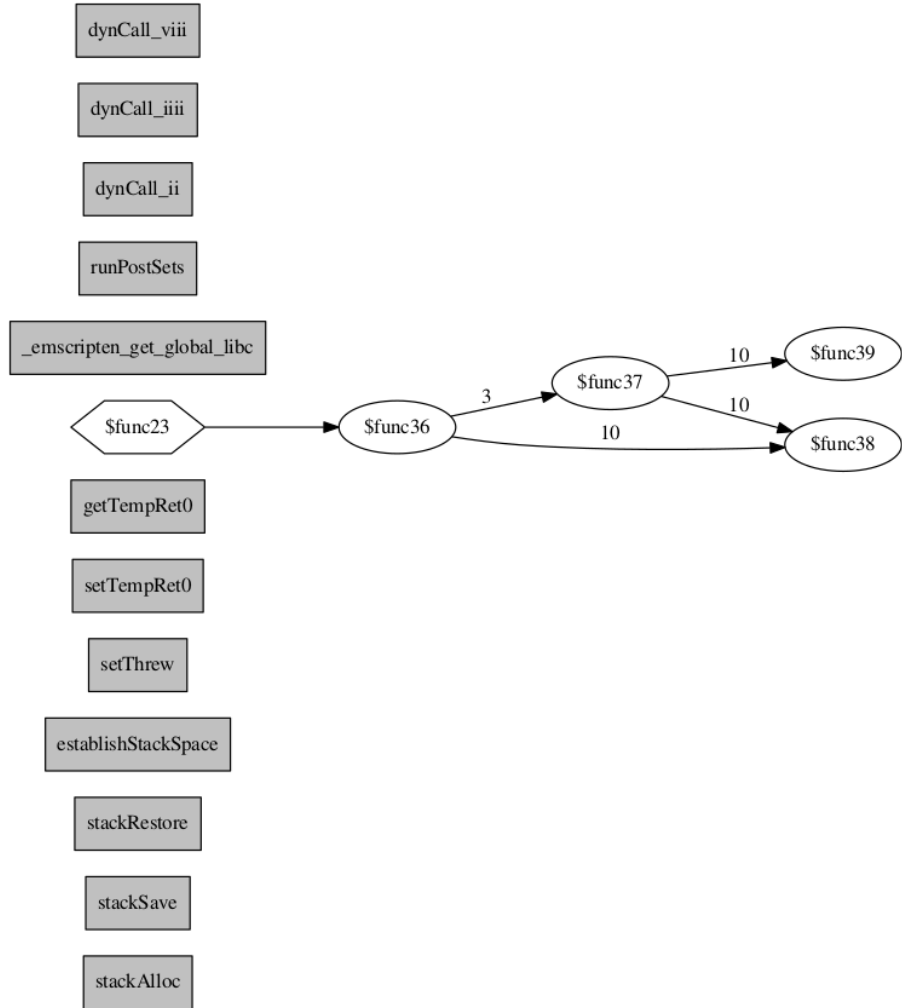 dynCall_viii
dynCall_iiii
dynCall_ii
runPostSets
_emscripten_get_global_libc
$func23
$func36
3
$func37
10
$func39
10
10
$func38
getTempRet0
setTempRet0
setThrew
establishStackSpace
stackRestore
stackSave
stackAlloc